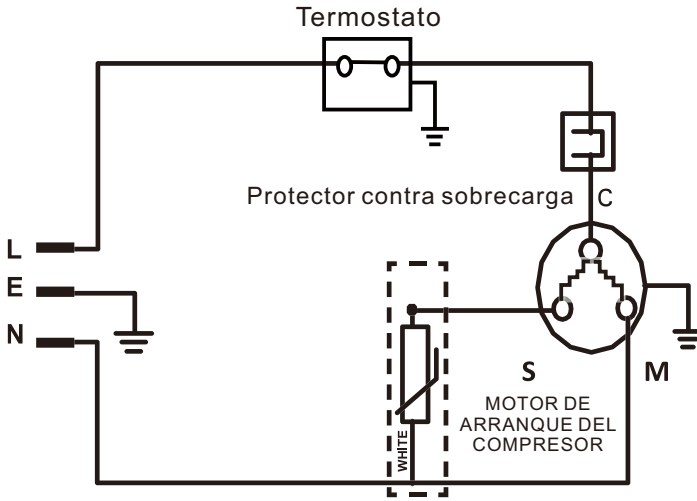 Termostato
Protector contra sobrecarga
C
L
E
N
S
M
WHITE
MOTOR DE
ARRANQUE DEL
COMPRESOR